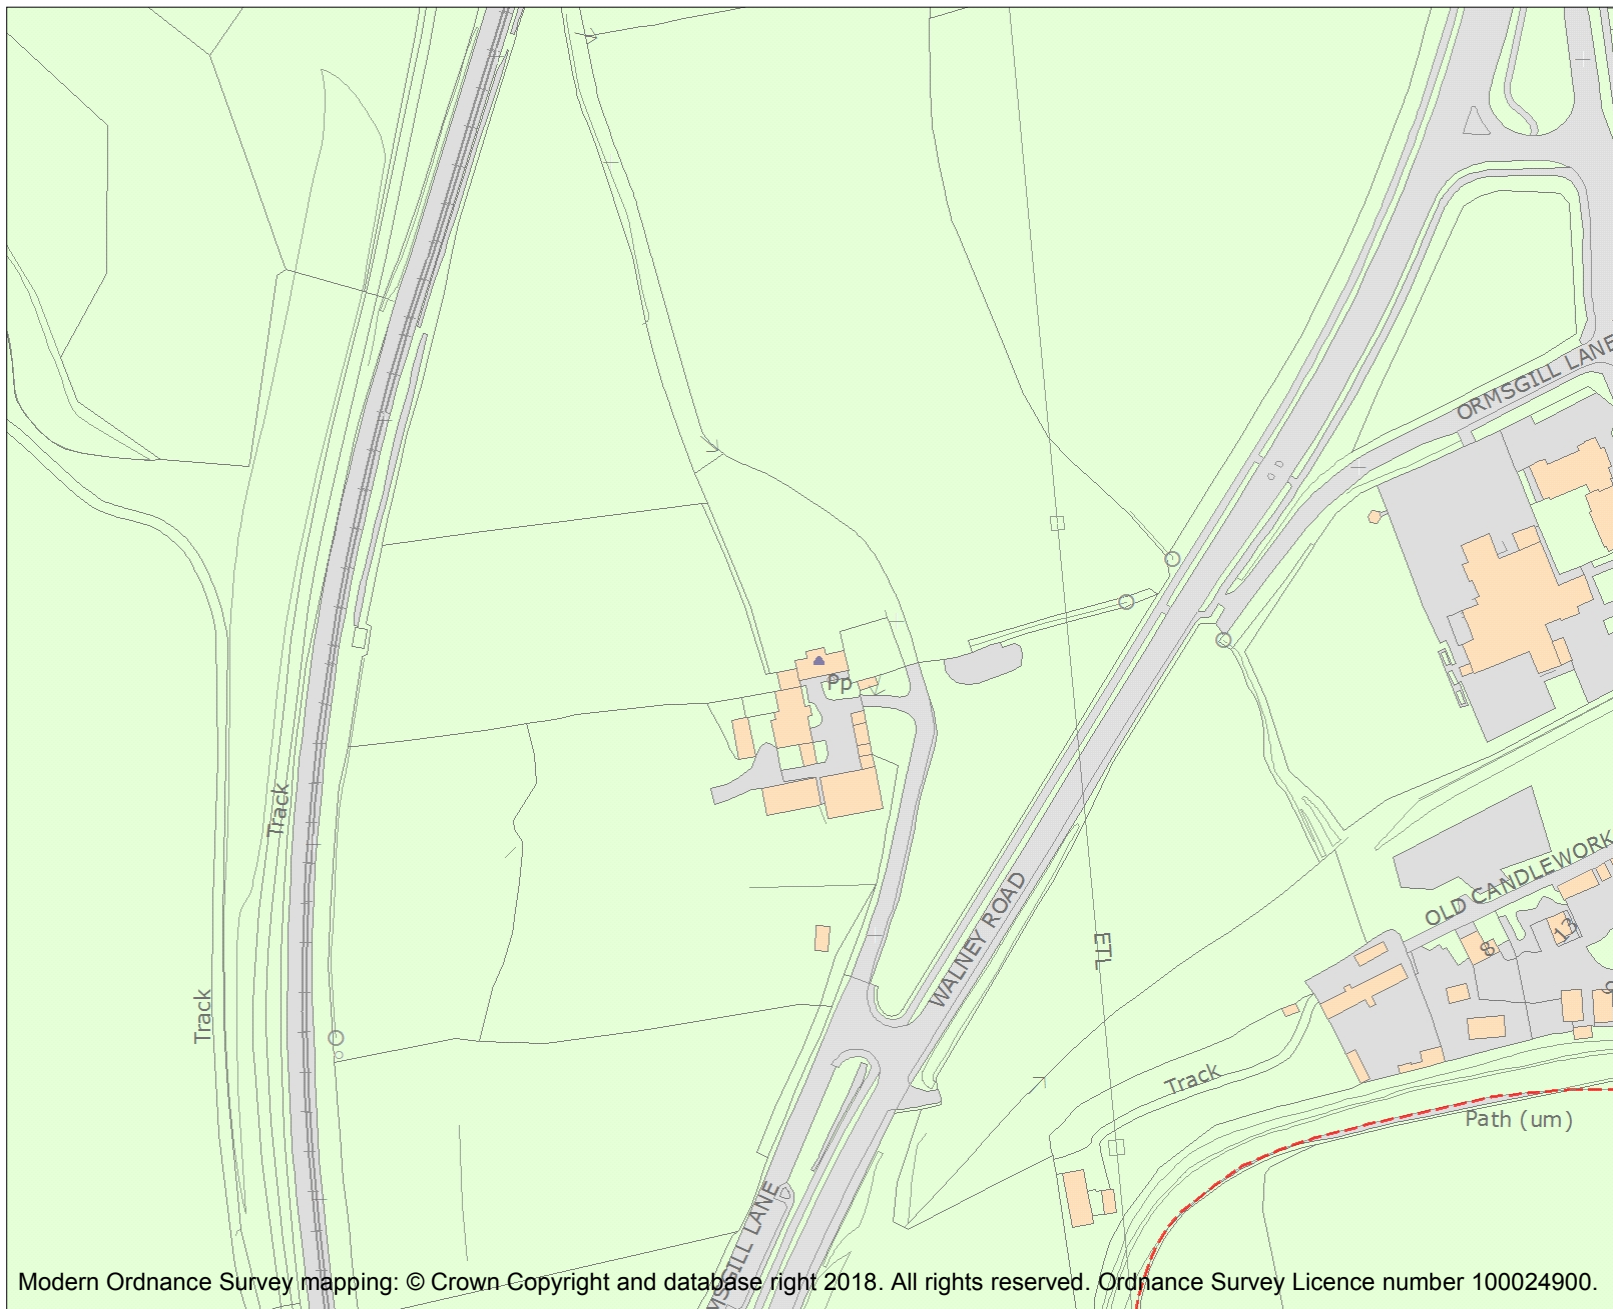 ORMSGILL LANE
Pp
Track
OLD CANDLEWORK
WALNEY ROAD
8
13
ETL
Track
Track
Path (um)
MSGILL LANE
Modern Ordnance Survey mapping: © Crown Copyright and database right 2018. All rights reserved. Ordnance Survey Licence number 100024900.